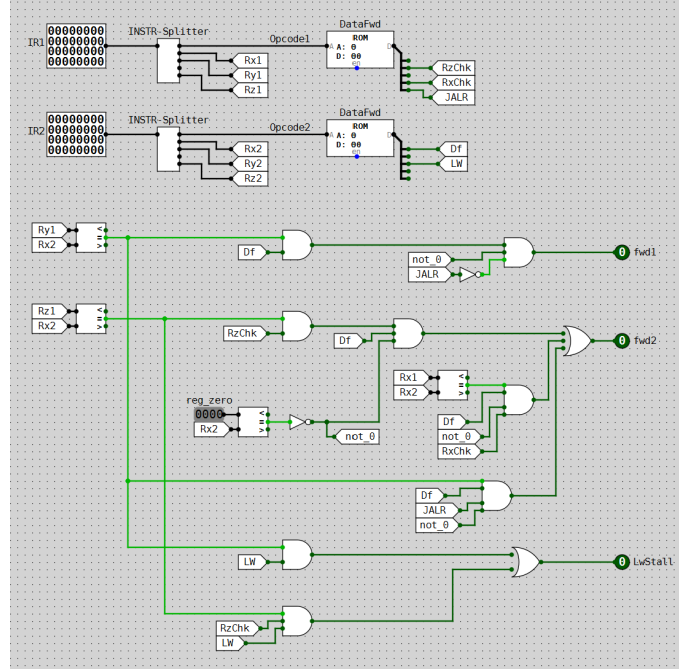 IR1
00000000
00000000
00000000
00000000
INSTR-Splitter
Opcode1
Rx1
Ry1
Rz1
DataFwd
ROM
A: 0
D: 00
A
D
en
RzChk
RxChk
JALR
IR2
00000000
00000000
00000000
00000000
INSTR-Splitter
Opcode2
Rx2
Ry2
Rz2
DataFwd
ROM
A: 0
D: 00
A
D
en
Df
LW
Ry1
Rx2
<
=
>
Df
not_0
JALR
0 fwd1
Rz1
Rx2
<
=
>
RzChk
Df
0 fwd2
Rx1
Rx2
<
=
>
reg_zero
0000
Rx2
<
=
>
not_0
Df
not_0
RxChk
Df
JALR
not_0
LW
0 LwStall
RzChk
LW